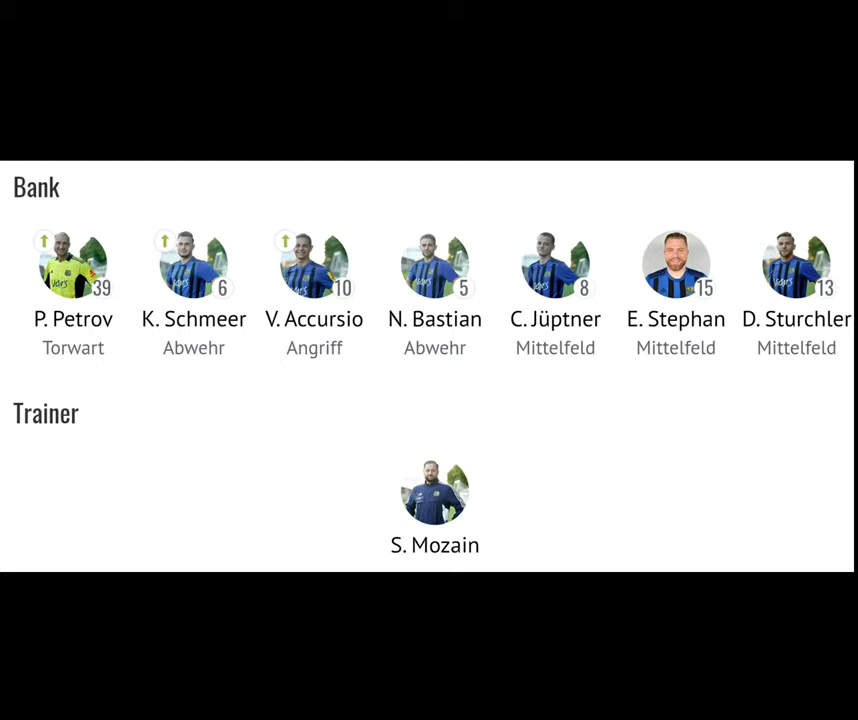 Bank
39 6 10 5 8 15 13
P. Petrov K. Schmeer V. Accursio N. Bastian C. Jüptner E. Stephan D. Sturchler
Torwart Abwehr Angriff Abwehr Mittelfeld Mittelfeld Mittelfeld
Trainer
S. Mozain